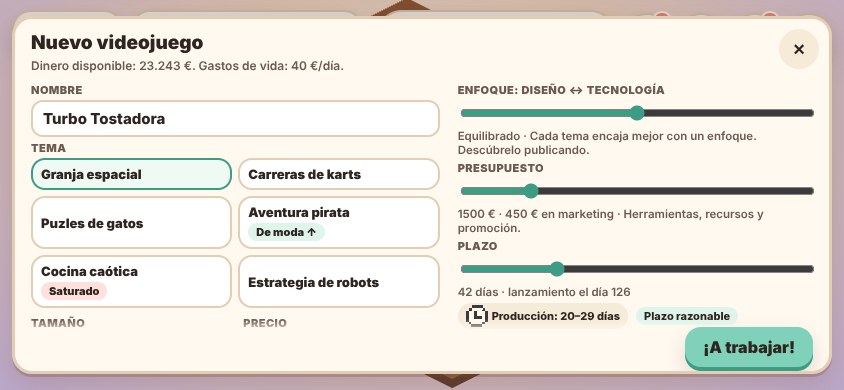 Nuevo videojuego
Dinero disponible: 23.243 €. Gastos de vida: 40 €/día.
NOMBRE
Turbo Tostadora
TEMA
Granja espacial
Carreras de karts
Puzles de gatos
Aventura pirata
De moda ↑
Cocina caótica
Saturado
Estrategia de robots
TAMAÑO
PRECIO
ENFOQUE: DISEÑO ↔ TECNOLOGÍA
Equilibrado · Cada tema encaja mejor con un enfoque.
Descúbrelo publicando.
PRESUPUESTO
1500 € · 450 € en marketing · Herramientas, recursos y
promoción.
PLAZO
42 días · lanzamiento el día 126
Producción: 20–29 días
Plazo razonable
¡A trabajar!